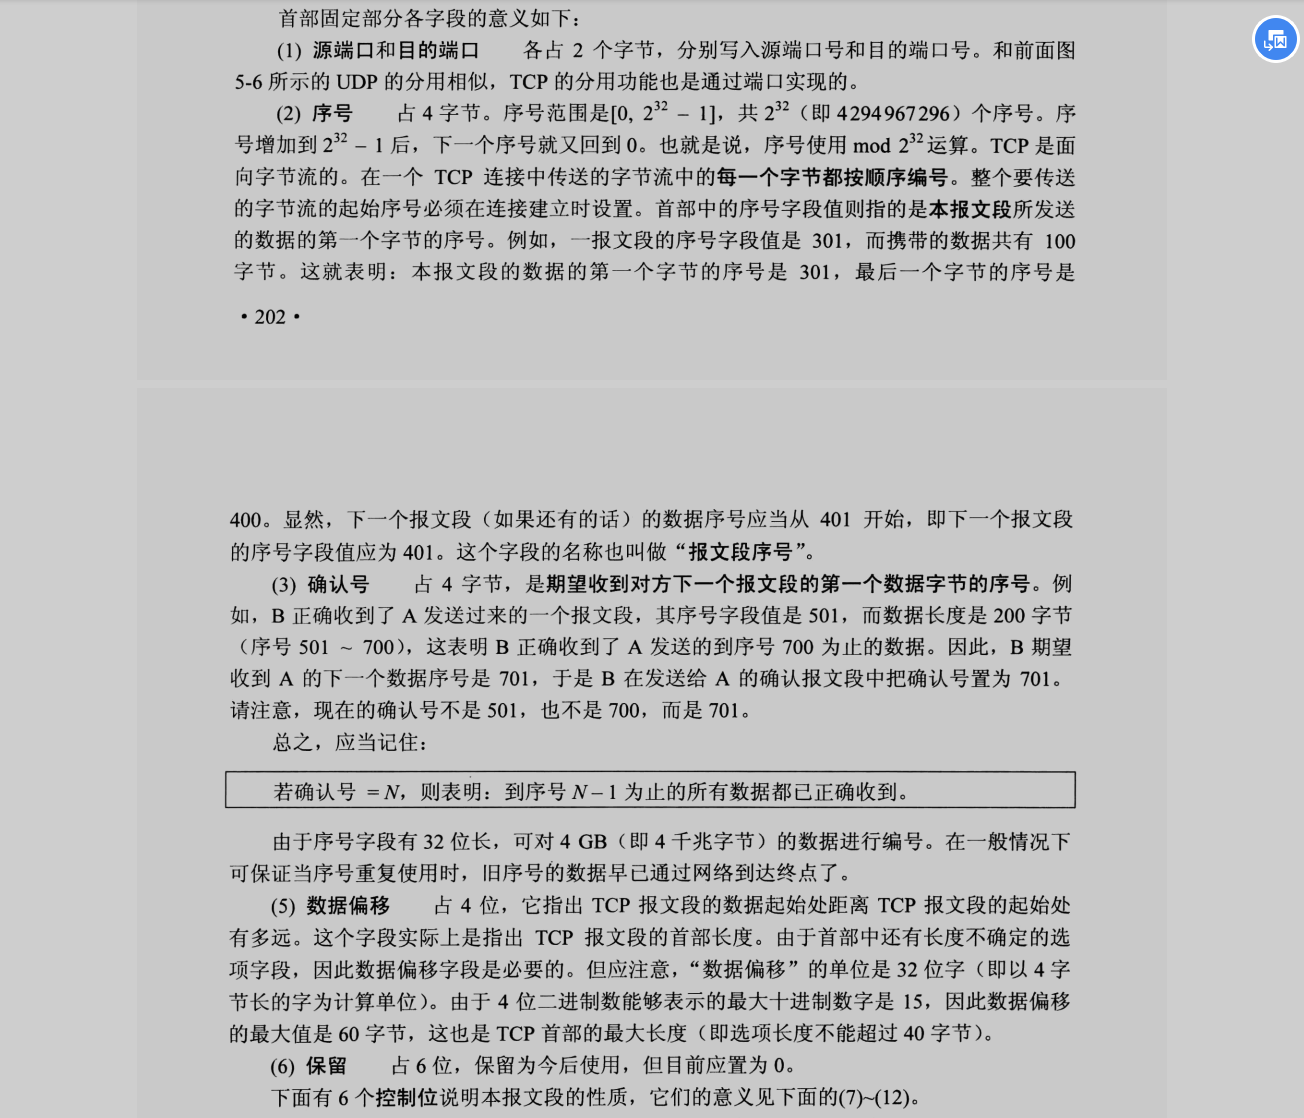 首部固定部分各字段的意义如下：
(1) 源端口和目的端口 各占 2 个字节，分别写入源端口号和目的端口号。和前面图
5-6 所示的 UDP 的分用相似，TCP 的分用功能也是通过端口实现的。
(2) 序号 占 4 字节。序号范围是[0, 2³² – 1]，共 2³²（即 4294967296）个序号。序
号增加到 2³² – 1 后，下一个序号就又回到 0。也就是说，序号使用 mod 2³² 运算。TCP 是面
向字节流的。在一个 TCP 连接中传送的字节流中的每一个字节都按顺序编号。整个要传送
的字节流的起始序号必须在连接建立时设置。首部中的序号字段值则指的是本报文段所发送
的数据的第一个字节的序号。例如，一报文段的序号字段值是 301，而携带的数据共有 100
字节。这就表明：本报文段的数据的第一个字节的序号是 301，最后一个字节的序号是
• 202 •
400。显然，下一个报文段（如果还有的话）的数据序号应当从 401 开始，即下一个报文段
的序号字段值应为 401。这个字段的名称也叫做“报文段序号”。
(3) 确认号 占 4 字节，是期望收到对方下一个报文段的第一个数据字节的序号。例
如，B 正确收到了 A 发送过来的一个报文段，其序号字段值是 501，而数据长度是 200 字节
（序号 501 ~ 700），这表明 B 正确收到了 A 发送的到序号 700 为止的数据。因此，B 期望
收到 A 的下一个数据序号是 701，于是 B 在发送给 A 的确认报文段中把确认号置为 701。
请注意，现在的确认号不是 501，也不是 700，而是 701。
总之，应当记住：
若确认号 = N，则表明：到序号 N – 1 为止的所有数据都已正确收到。
由于序号字段有 32 位长，可对 4 GB（即 4 千兆字节）的数据进行编号。在一般情况下
可保证当序号重复使用时，旧序号的数据早已通过网络到达终点了。
(5) 数据偏移 占 4 位，它指出 TCP 报文段的数据起始处距离 TCP 报文段的起始处
有多远。这个字段实际上是指出 TCP 报文段的首部长度。由于首部中还有长度不确定的选
项字段，因此数据偏移字段是必要的。但应注意，“数据偏移”的单位是 32 位字（即以 4 字
节长的字为计算单位）。由于 4 位二进制数能够表示的最大十进制数字是 15，因此数据偏移
的最大值是 60 字节，这也是 TCP 首部的最大长度（即选项长度不能超过 40 字节）。
(6) 保留 占 6 位，保留为今后使用，但目前应置为 0。
下面有 6 个控制位说明本报文段的性质，它们的意义见下面的(7)~(12)。